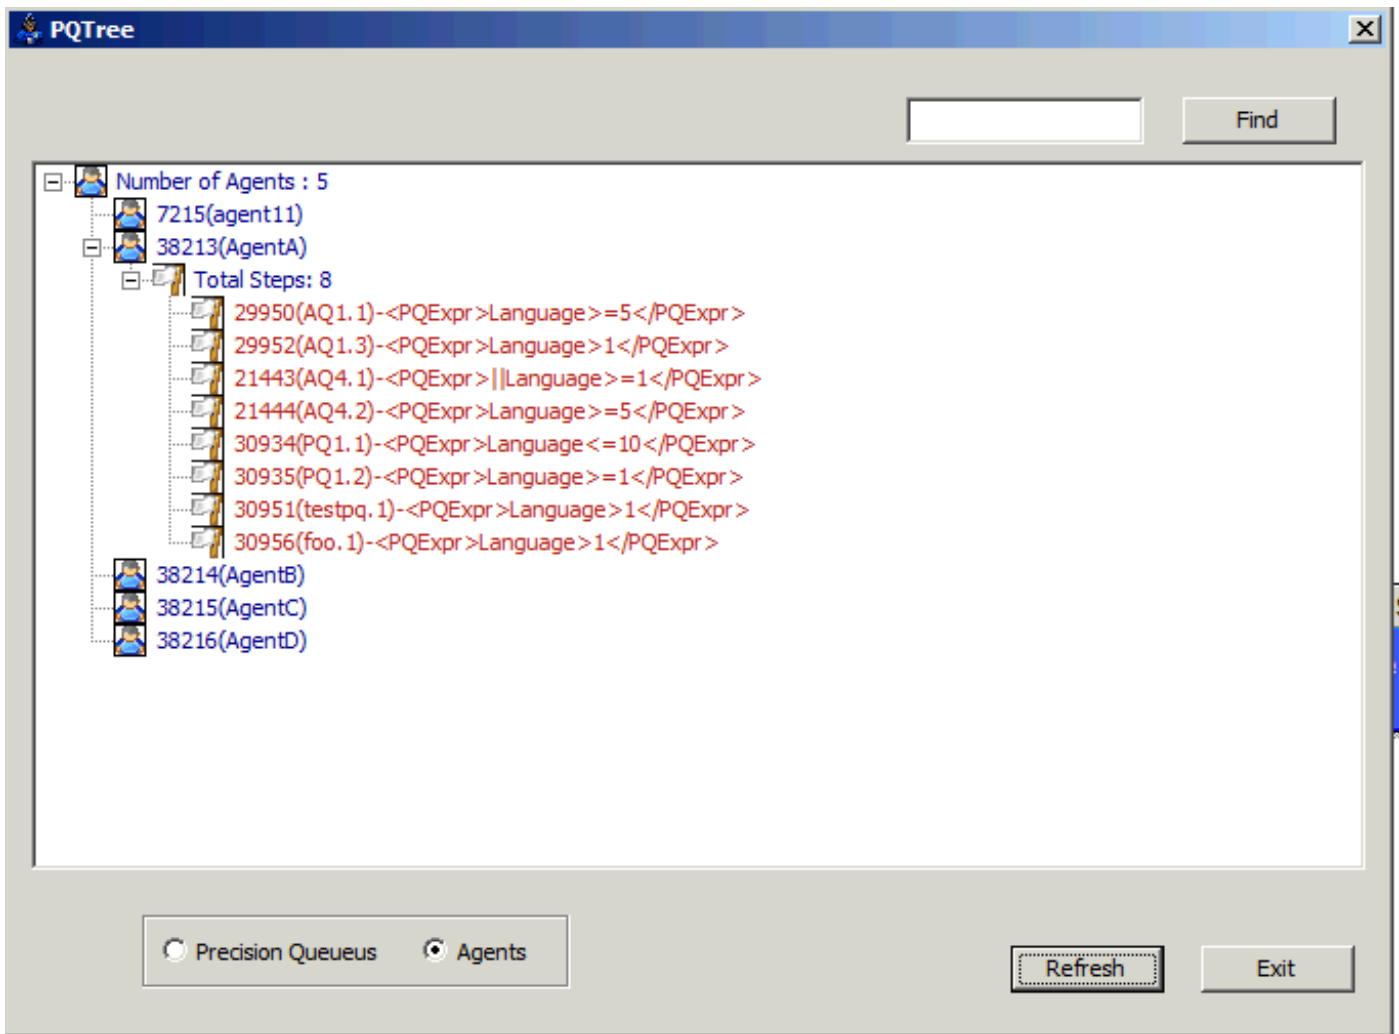 PQTree
Find
Number of Agents : 5
7215(agent11)
38213(AgentA)
Total Steps: 8
29950(AQ1.1)-<PQExpr>Language>=5</PQExpr>
29952(AQ1.3)-<PQExpr>Language>1</PQExpr>
21443(AQ4.1)-<PQExpr>||Language>=1</PQExpr>
21444(AQ4.2)-<PQExpr>Language>=5</PQExpr>
30934(PQ1.1)-<PQExpr>Language<=10</PQExpr>
30935(PQ1.2)-<PQExpr>Language>=1</PQExpr>
30951(testpq.1)-<PQExpr>Language>1</PQExpr>
30956(foo.1)-<PQExpr>Language>1</PQExpr>
38214(AgentB)
38215(AgentC)
38216(AgentD)
Precision Queueus Agents
Refresh Exit